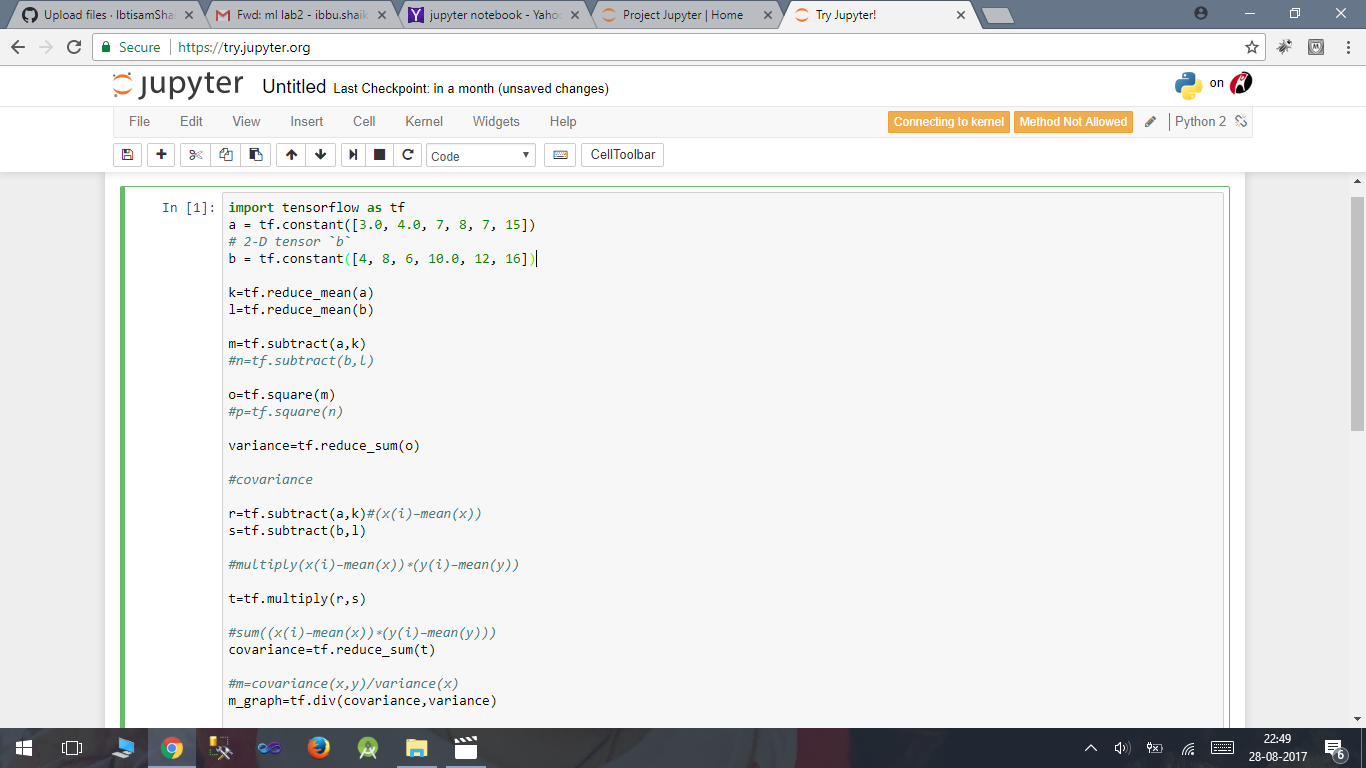 Upload files · IbtisamSha
Fwd: ml lab2 - ibbu.shaik
jupyter notebook - Yahoo
Project Jupyter | Home
Try Jupyter!
Secure
https://try.jupyter.org
jupyter
Untitled
Last Checkpoint: in a month (unsaved changes)
on
File
Edit
View
Insert
Cell
Kernel
Widgets
Help
Connecting to kernel
Method Not Allowed
Python 2
Code
CellToolbar
In [1]:
import tensorflow as tf
a = tf.constant([3.0, 4.0, 7, 8, 7, 15])
# 2-D tensor `b`
b = tf.constant([4, 8, 6, 10.0, 12, 16])
k=tf.reduce_mean(a)
l=tf.reduce_mean(b)
m=tf.subtract(a,k)
#n=tf.subtract(b,l)
o=tf.square(m)
#p=tf.square(n)
variance=tf.reduce_sum(o)
#covariance
r=tf.subtract(a,k)#(x(i)-mean(x))
s=tf.subtract(b,l)
#multiply(x(i)-mean(x))*(y(i)-mean(y))
t=tf.multiply(r,s)
#sum((x(i)-mean(x))*(y(i)-mean(y)))
covariance=tf.reduce_sum(t)
#m=covariance(x,y)/variance(x)
m_graph=tf.div(covariance,variance)
22:49
28-08-2017
6